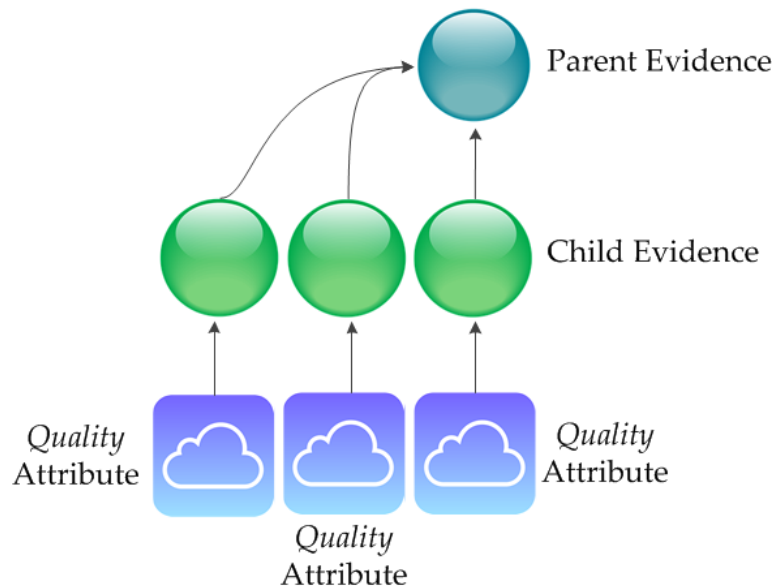 Parent Evidence
Child Evidence
Quality
Attribute
Quality
Attribute
Quality
Attribute